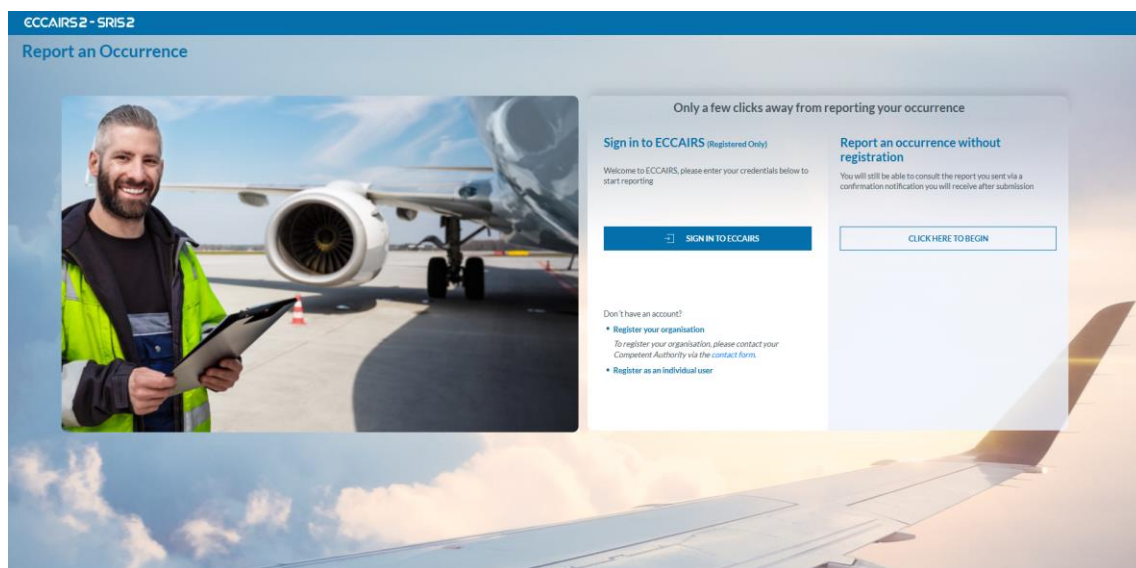 ECCAIRS 2 - SRIS 2
Report an Occurrence
Only a few clicks away from reporting your occurrence
Sign in to ECCAIRS (Registered Only)
Welcome to ECCAIRS, please enter your credentials below to
start reporting
SIGN IN TO ECCAIRS
Don't have an account?
• Register your organisation
To register your organisation, please contact your
Competent Authority via the contact form.
• Register as an individual user
Report an occurrence without
registration
You will still be able to consult the report you sent via a
confirmation notification you will receive after submission
CLICK HERE TO BEGIN